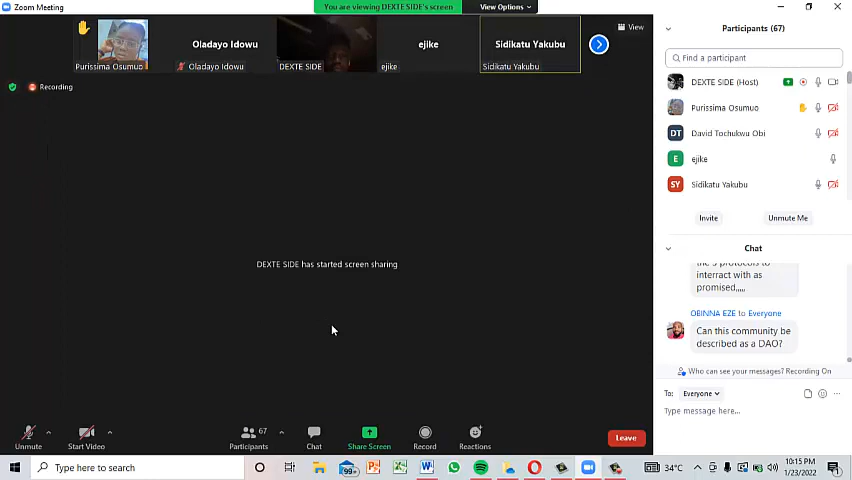 Zoom Meeting
You are viewing DEXTE SIDE's screen
View Options
View
Oladayo Idowu
ejike
Sidikatu Yakubu
Purissima Osumuo
Oladayo Idowu
DEXTE SIDE
ejike
Sidikatu Yakubu
Recording
DEXTE SIDE has started screen sharing
Participants (67)
Find a participant
DEXTE SIDE (Host)
Purissima Osumuo
DT David Tochukwu Obi
E ejike
SY Sidikatu Yakubu
Invite
Unmute Me
Chat
interract with as
promised,,,,,
OBINNA EZE to Everyone
Can this community be
described as a DAO?
Who can see your messages? Recording On
To: Everyone
Type message here...
Unmute
Start Video
67
Participants
Chat
Share Screen
Record
Reactions
Leave
Type here to search
99+
34°C
10:15 PM
1/23/2022